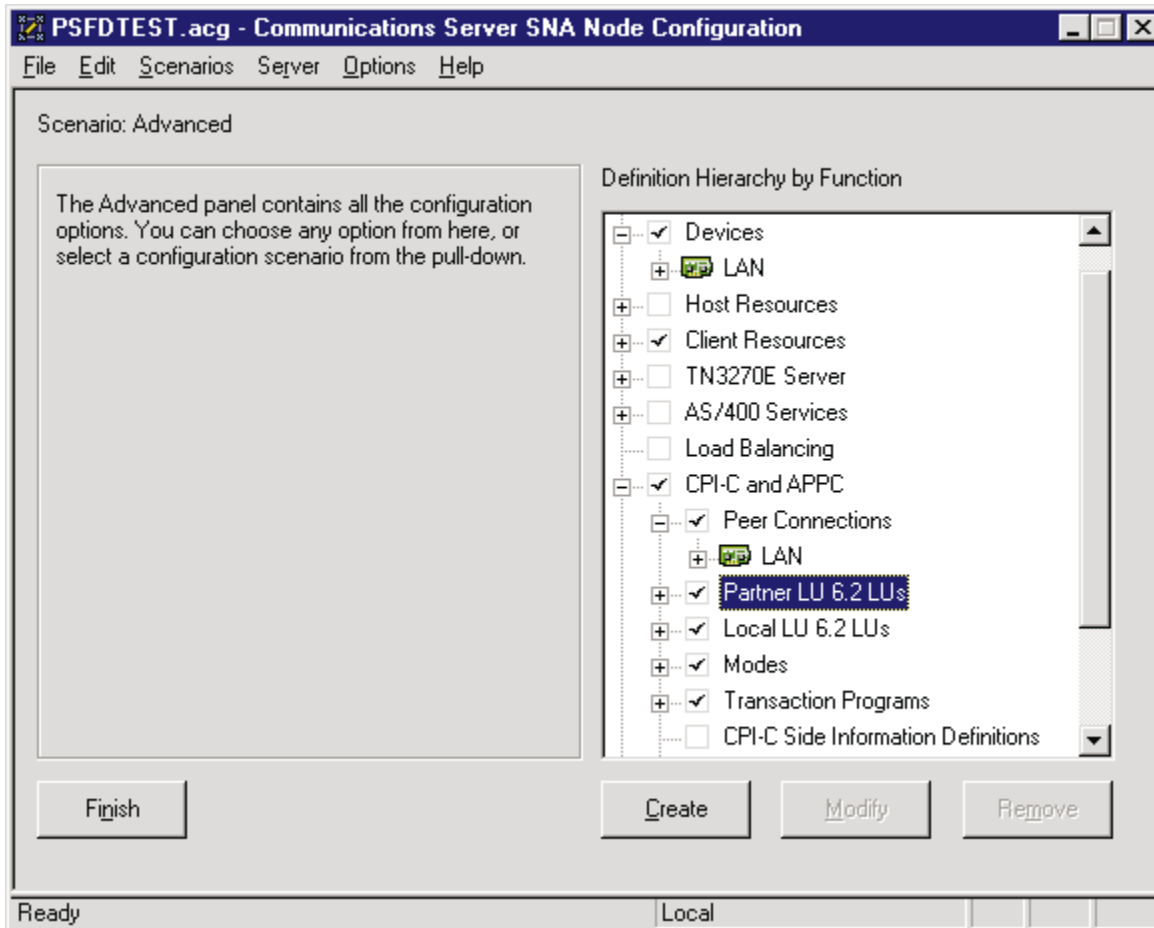 PSFDTEST.acg - Communications Server SNA Node Configuration
File Edit Scenarios Server Options Help
Scenario: Advanced
The Advanced panel contains all the configuration
options. You can choose any option from here, or
select a configuration scenario from the pull-down.
Definition Hierarchy by Function
Devices
LAN
Host Resources
Client Resources
TN3270E Server
AS/400 Services
Load Balancing
CPI-C and APPC
Peer Connections
LAN
Partner LU 6.2 LUs
Local LU 6.2 LUs
Modes
Transaction Programs
CPI-C Side Information Definitions
Finish
Create Modify Remove
Ready Local